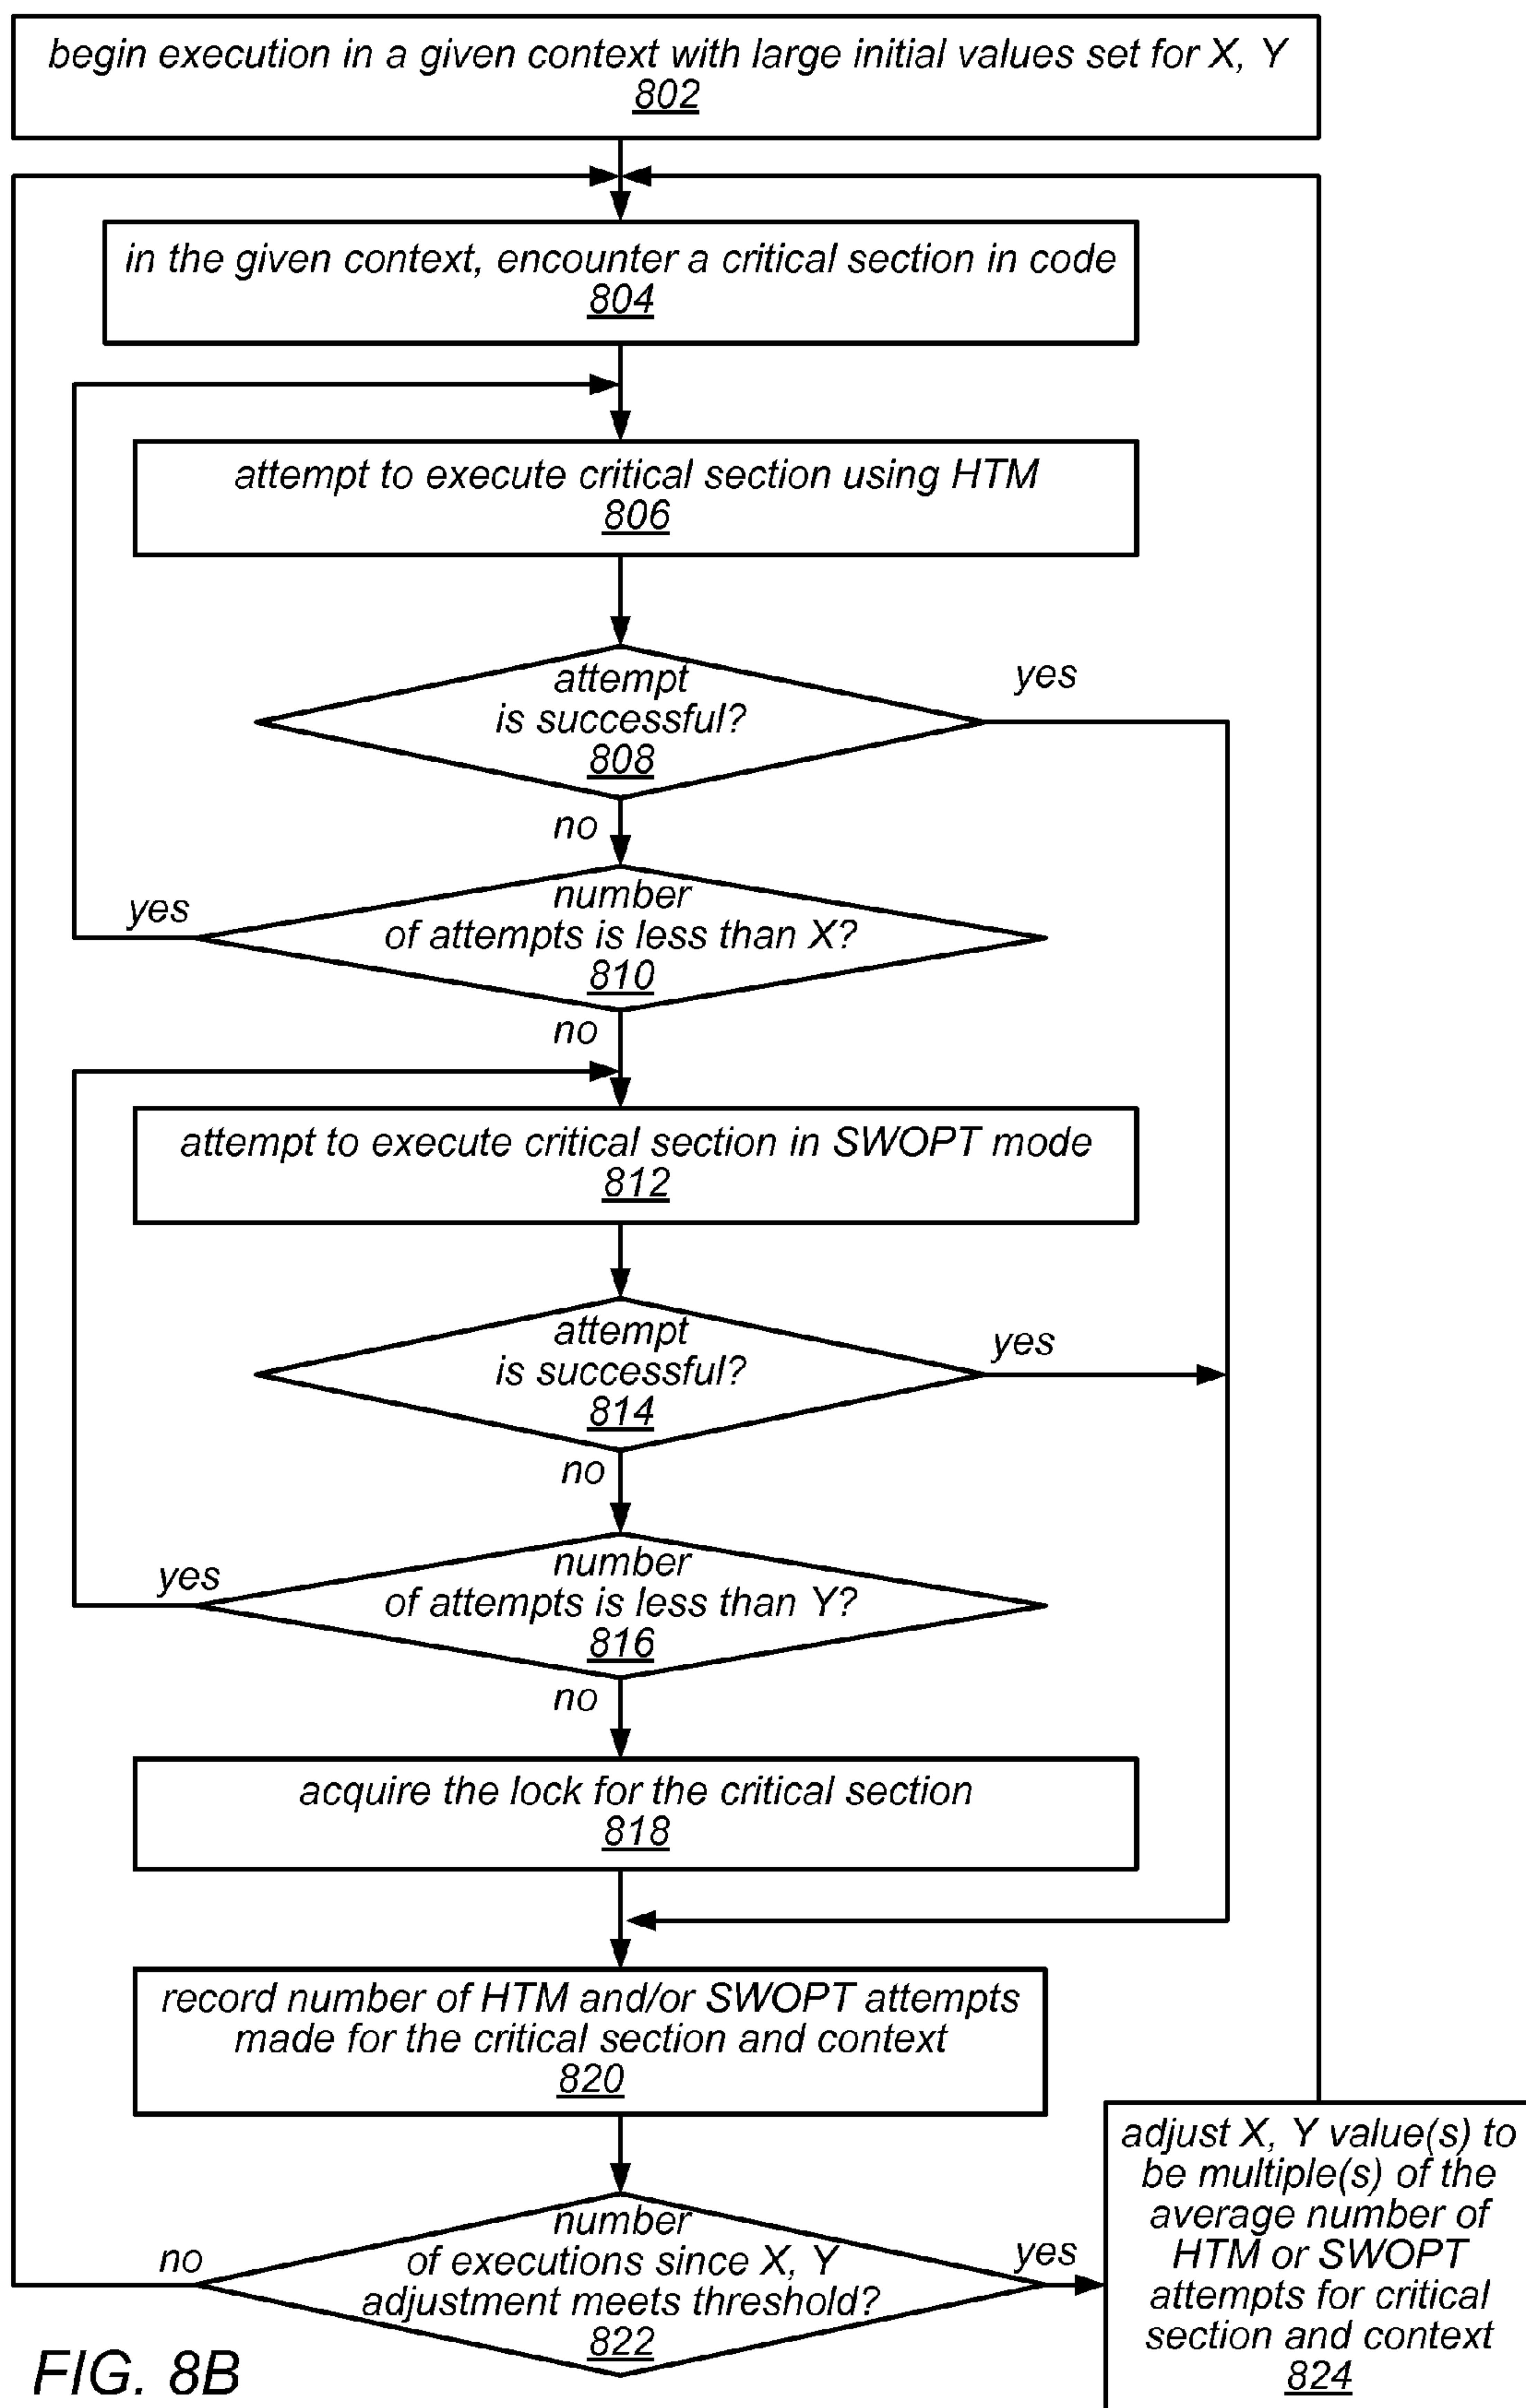 begin execution in a given context with large initial values set for X, Y
802
in the given context, encounter a critical section in code
804
attempt to execute critical section using HTM
806
attempt
is successful?
808
yes
no
number
of attempts is less than X?
810
yes
no
attempt to execute critical section in SWOPT mode
812
attempt
is successful?
814
yes
no
number
of attempts is less than Y?
816
yes
no
acquire the lock for the critical section
818
record number of HTM and/or SWOPT attempts
made for the critical section and context
820
number
of executions since X, Y
adjustment meets threshold?
822
no
yes
adjust X, Y value(s) to
be multiple(s) of the
average number of
HTM or SWOPT
attempts for critical
section and context
824
FIG. 8B